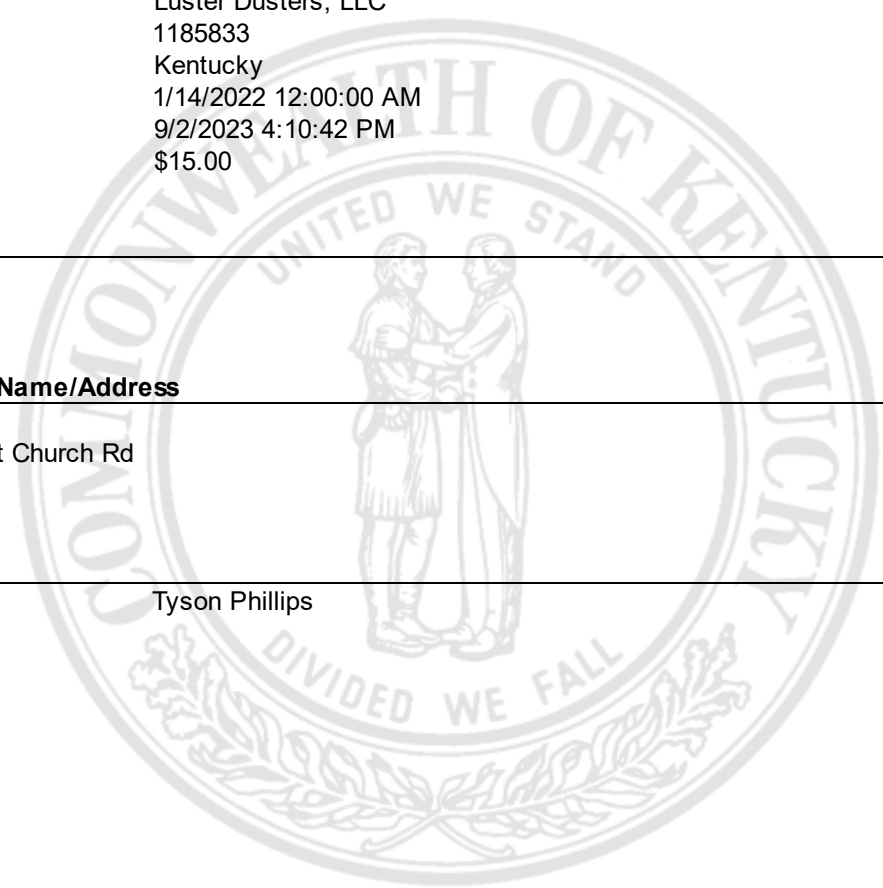 Luster Dusters, LLC
1185833
Kentucky
1/14/2022 12:00:00 AM
9/2/2023 4:10:42 PM
$15.00
COMMONWEALTH OF KENTUCKY
UNITED WE STAND
Name/Address
t Church Rd
Tyson Phillips
DIVIDED WE FALL